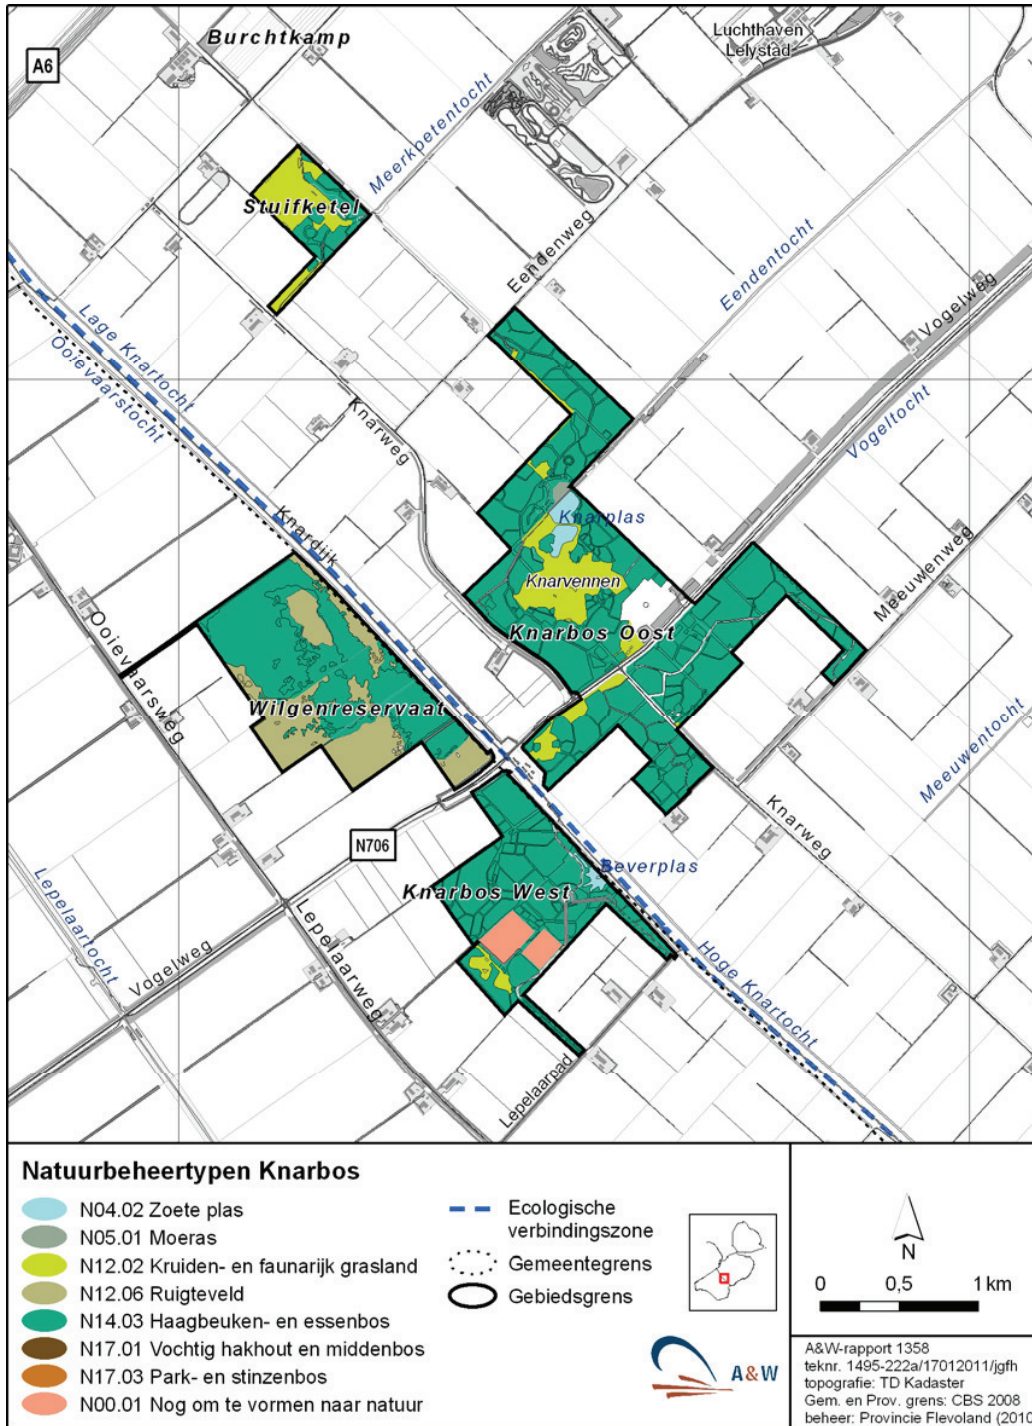 Burchtkamp
Luchthaven
Lelystad
A6
Meerkoetentocht
Stuifketel
Eendenweg
Eendentocht
Vogelweg
Lage Knartocht
Ooievaarstocht
Vogeltocht
Knarweg
Knardijk
Knarplas
Knarvennen
Meeuwenweg
Knarbos Oost
Ooievaarsweg
Wilgenreservaat
Meeuwentocht
Knarweg
N706
Beverplas
Knarbos West
Lepelaartocht
Vogelweg
Lepelaarweg
Hoge Knartocht
Lepelaarpad
Natuurbeheertypen Knarbos
N04.02 Zoete plas
N05.01 Moeras
N12.02 Kruiden- en faunarijk grasland
N12.06 Ruigteveld
N14.03 Haagbeuken- en essenbos
N17.01 Vochtig hakhout en middenbos
N17.03 Park- en stinzenbos
N00.01 Nog om te vormen naar natuur
Ecologische
verbindingszone
Gemeentegrens
Gebiedsgrens
A&W
N
0 0,5 1 km
A&W-rapport 1358
teknr. 1495-222a/17012011/jgfh
topografie: TD Kadaster
Gem. en Prov. grens: CBS 2008
beheer: Provincie Flevoland (2010